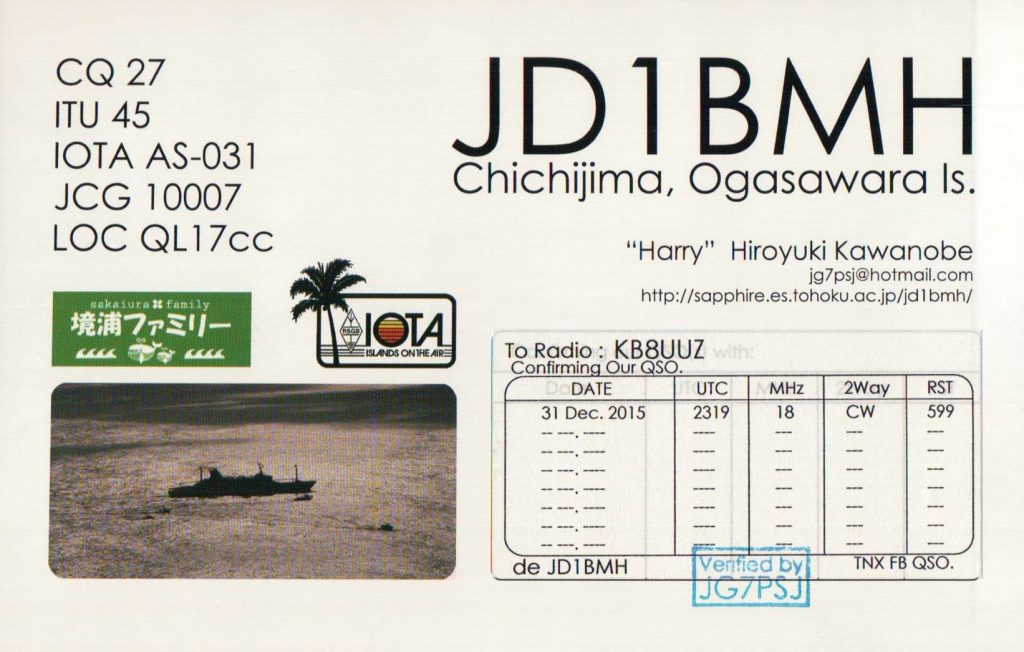 CQ 27
ITU 45
IOTA AS-031
JCG 10007
LOC QL17cc
JD1BMH
Chichijima, Ogasawara Is.
"Harry" Hiroyuki Kawanobe
jg7psj@hotmail.com
http://sapphire.es.tohoku.ac.jp/jd1bmh/
sakaiura family
境浦ファミリー
RSGB
IOTA
ISLANDS ON THE AIR
To Radio : KB8UUZ
Confirming Our QSO.
DATE UTC MHz 2Way RST
31 Dec. 2015 2319 18 CW 599
-- ---. ---- ---- --- --- ---
-- ---. ---- ---- --- --- ---
-- ---. ---- ---- --- --- ---
-- ---. ---- ---- --- --- ---
-- ---. ---- ---- --- --- ---
-- ---. ---- ---- --- --- ---
-- ---. ---- ---- --- --- ---
de JD1BMH TNX FB QSO.
Verified by
JG7PSJ